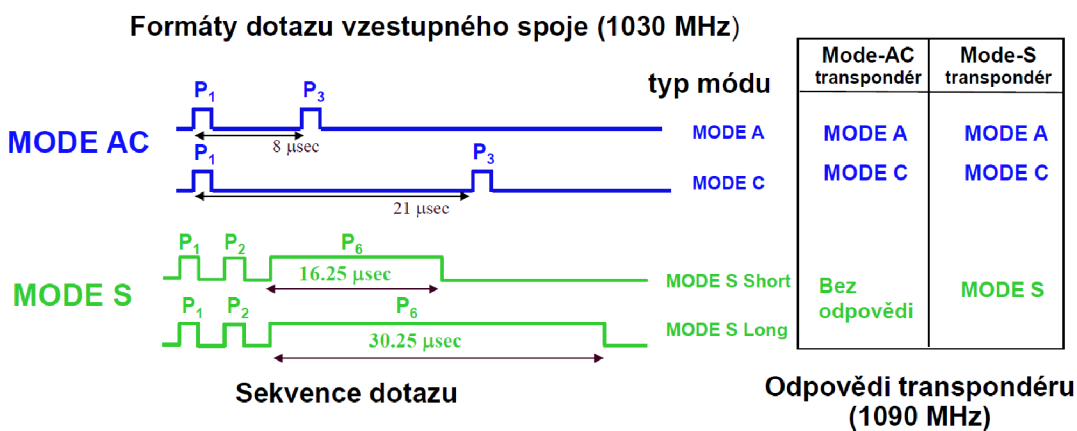 Formáty dotazu vzestupného spoje (1030 MHz)
typ módu
Mode-AC
transpondér
Mode-S
transpondér
MODE AC
P1 P3
8 μsec
MODE A
MODE A
MODE A
P1 P3
21 μsec
MODE C
MODE C
MODE C
MODE S
P1 P2 P6
16.25 μsec
MODE S Short
Bez
odpovědi
MODE S
P1 P2 P6
30.25 μsec
MODE S Long
Sekvence dotazu
Odpovědi transpondéru
(1090 MHz)